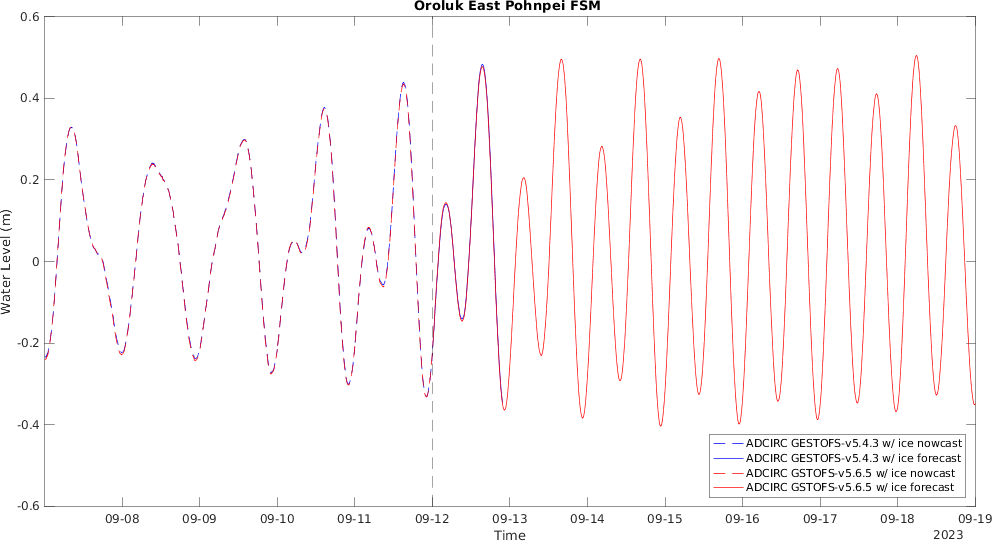 Oroluk East Pohnpei FSM
0.6
0.4
0.2
0
-0.2
-0.4
-0.6
Water Level (m)
ADCIRC GESTOFS-v5.4.3 w/ ice nowcast
ADCIRC GESTOFS-v5.4.3 w/ ice forecast
ADCIRC GSTOFS-v5.6.5 w/ ice nowcast
ADCIRC GSTOFS-v5.6.5 w/ ice forecast
09-08 09-09 09-10 09-11 09-12 09-13 09-14 09-15 09-16 09-17 09-18 09-19
Time
2023